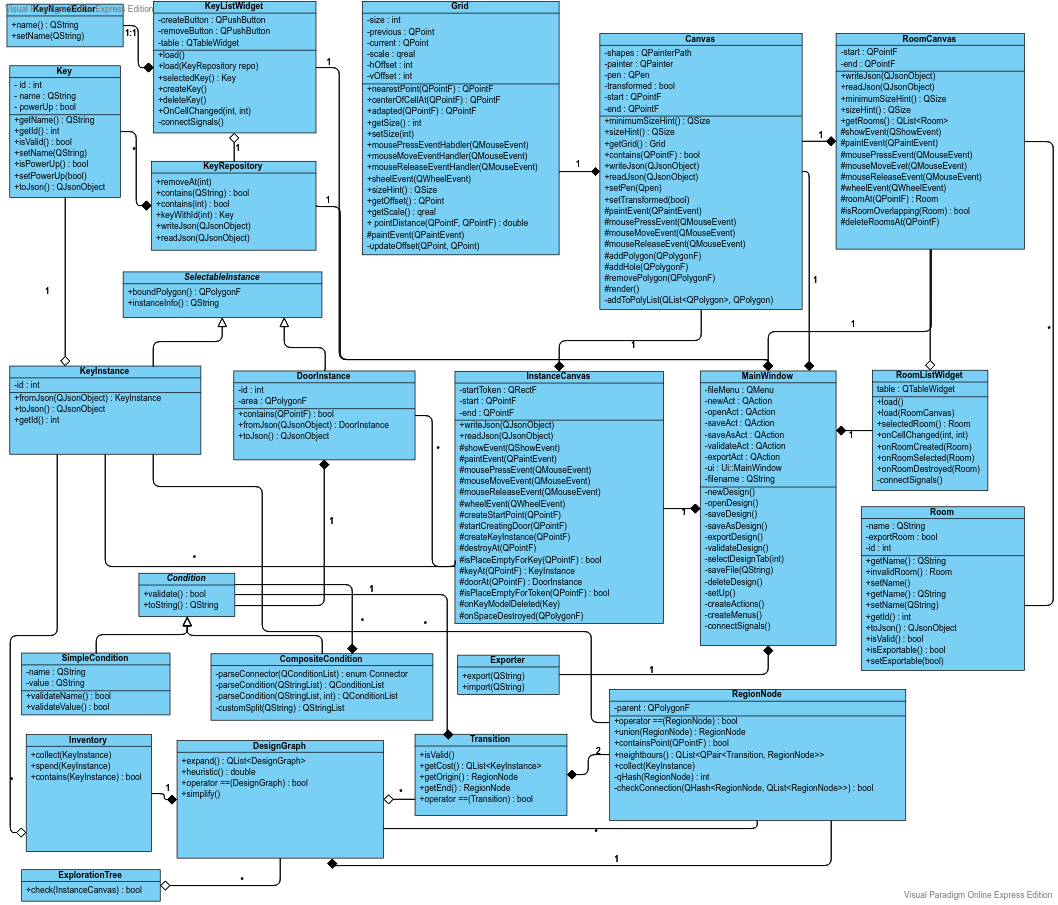 Visual Paradigm Online Express Edition
KeyNameEditor
+name() : QString
+setName(QString)
1:1
KeyListWidget
-createButton : QPushButton
-removeButton : QPushButton
-table : QTableWidget
+load()
+load(KeyRepository repo)
+selectedKey() : Key
+createKey()
+deleteKey()
+OnCellChanged(int, int)
-connectSignals()
1
1
Key
- id : int
- name : QString
- powerUp : bool
+getName() : QString
+getId() : int
+isValid() : bool
+setName(QString)
+isPowerUp() : bool
+setPowerUp(bool)
+toJson() : QJsonObject
*
1
KeyRepository
+removeAt(int)
+contains(QString) : bool
+contains(int) : bool
+keyWithId(int) : Key
+writeJson(QJsonObject)
+readJson(QJsonObject)
1
Grid
-size : int
-previous : QPoint
-current : QPoint
-scale : qreal
-hOffset : int
-vOffset : int
+nearestPoint(QPointF) : QPointF
+centerOfCellAt(QPointF) : QPointF
+adapted(QPointF) : QPointF
+getSize() : int
+setSize(int)
+mousePressEventHabdler(QMouseEvent)
+mouseMoveEventHandler(QMouseEvent)
+mouseReleaseEventHandler(QMouseEvent)
+sheelEvent(QWheelEvent)
+sizeHint() : QSize
+getOffset() : QPoint
+getScale() : qreal
+ pointDistance(QPointF, QPointF) : double
#paintEvent(QPaintEvent)
-updateOffset(QPoint, QPoint)
1
Canvas
-shapes : QPainterPath
-painter : QPainter
-pen : QPen
-transformed : bool
-start : QPointF
-end : QPointF
+minimumSizeHint() : QSize
+sizeHint() : QSize
+getGrid() : Grid
+contains(QPointF) : bool
+writeJson(QJsonObject)
+readJson(QJsonObject)
+setPen(Qpen)
+setTransformed(bool)
#paintEvent(QPaintEvent)
#mousePressEvent(QMouseEvent)
#mouseMoveEvent(QMouseEvent)
#mouseReleaseEvent(QMouseEvent)
#addPolygon(QPolygonF)
#addHole(QPolygonF)
#removePolygon(QPolygonF)
#render()
-addToPolyList(QList<QPolygon>, QPolygon)
1
1
1
RoomCanvas
-start : QPointF
-end : QPointF
+writeJson(QJsonObject)
+readJson(QJsonObject)
+minimumSizeHint() : QSize
+sizeHint() : QSize
+getRooms() : QList<Room>
#showEvent(QShowEvent)
#paintEvent(QPaintEvent)
#mousePressEvent(QMouseEvent)
#mouseMoveEvet(QMouseEvent)
#mouseReleaseEvent(QMouseEvent)
#wheelEvent(QWheelEvent)
#roomAt(QPointF) : Room
#isRoomOverlapping(Room) : bool
#deleteRoomsAt(QPointF)
1
*
SelectableInstance
+boundPolygon() : QPolygonF
+instanceInfo() : QString
1
KeyInstance
-id : int
+fromJson(QJsonObject) : KeyInstance
+toJson() : QJsonObject
+getId() : int
DoorInstance
-id : int
-area : QPolygonF
+contains(QPointF) : bool
+fromJson(QJsonObject) : DoorInstance
+toJson() : QJsonObject
*
1
*
InstanceCanvas
-startToken : QRectF
-start : QPointF
-end : QPointF
+writeJson(QJsonObject)
+readJson(QJsonObject)
#showEvent(QShowEvent)
#paintEvent(QPaintEvent)
#mousePressEvent(QMouseEvent)
#mouseMoveEvent(QMouseEvent)
#mouseReleaseEvent(QMouseEvent)
#wheelEvent(QWheelEvent)
#createStartPoint(QPointF)
#startCreatingDoor(QPointF)
#createKeyInstance(QPointF)
#destroyAt(QPointF)
#isPlaceEmptyForKey(QPointF) : bool
#keyAt(QPointF) : KeyInstance
#doorAt(QPointF) : DoorInstance
#isPlaceEmptyForToken(QPointF) : bool
#onKeyModelDeleted(Key)
#onSpaceDestroyed(QPolygonF)
1
MainWindow
-fileMenu : QMenu
-newAct : QAction
-openAct : QAction
-saveAct : QAction
-saveAsAct : QAction
-validateAct : QAction
-exportAct : QAction
-ui : Ui::MainWindow
-filename : QString
-newDesign()
-openDesign()
-saveDesign()
-saveAsDesign()
-exportDesign()
-validateDesign()
-selectDesignTab(int)
-saveFile(QString)
-deleteDesign()
-setUp()
-createActions()
-createMenus()
-connectSignals()
1
RoomListWidget
table : QTableWidget
+load()
+load(RoomCanvas)
+selectedRoom() : Room
+onCellChanged(int, int)
+onRoomCreated(Room)
+onRoomSelected(Room)
+onRoomDestroyed(Room)
-connectSignals()
Room
-name : QString
-exportRoom : bool
-id : int
+getName() : QString
+invalidRoom() : Room
+setName()
+getName() : QString
+setName(QString)
+getId() : int
+toJson() : QJsonObject
+isValid() : bool
+isExportable() : bool
+setExportable(bool)
Condition
+validate() : bool
+toString() : QString
1
*
*
SimpleCondition
-name : QString
-value : QString
+validateName() : bool
+validateValue() : bool
CompositeCondition
-parseConnector(QConditionList) : enum Connector
-parseCondition(QStringList) : QConditionList
-parseCondition(QStringList, int) : QConditionList
-customSplit(QString) : QStringList
Exporter
+export(QString)
+import(QString)
1
RegionNode
-parent : QPolygonF
+operator ==(RegionNode) : bool
+union(RegionNode) : RegionNode
+containsPoint(QPointF) : bool
+neightbours() : QList<QPair<Transition, RegionNode>>
+collect(KeyInstance)
-qHash(RegionNode) : int
-checkConnection(QHash<RegionNode, QList<RegionNode>>) : bool
Inventory
+collect(KeyInstance)
+spend(KeyInstance)
+contains(KeyInstance) : bool
*
1
DesignGraph
+expand() : QList<DesignGraph>
+heuristic() : double
+operator ==(DesignGraph) : bool
+simplify()
*
Transition
+isValid()
+getCost() : QList<KeyInstance>
+getOrigin() : RegionNode
+getEnd() : RegionNode
+operator ==(Transition) : bool
2
*
1
ExplorationTree
+check(InstanceCanvas) : bool
*
Visual Paradigm Online Express Edition